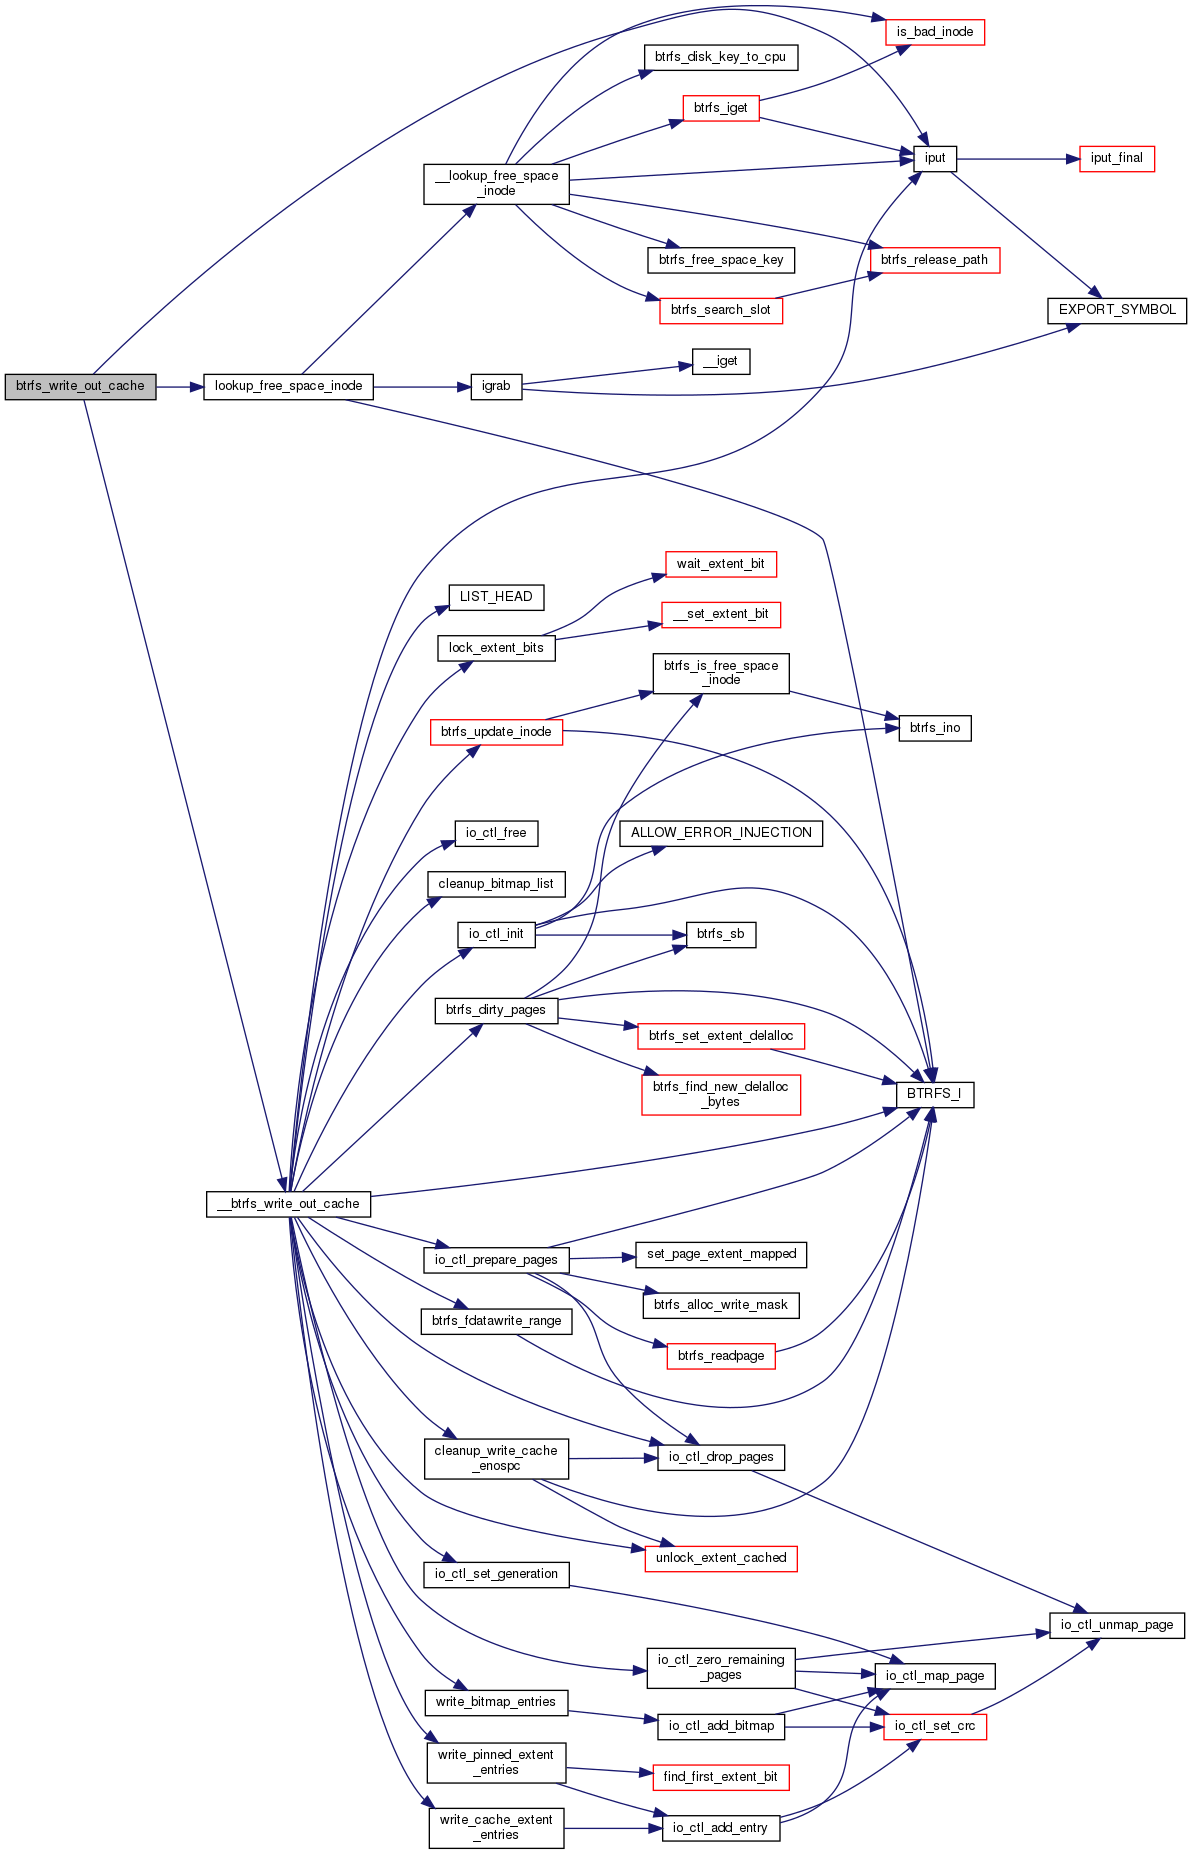 is_bad_inode
btrfs_disk_key_to_cpu
btrfs_iget
iput
iput_final
__lookup_free_space
_inode
btrfs_free_space_key
btrfs_release_path
btrfs_search_slot
EXPORT_SYMBOL
__iget
btrfs_write_out_cache
lookup_free_space_inode
igrab
wait_extent_bit
LIST_HEAD
__set_extent_bit
lock_extent_bits
btrfs_is_free_space
_inode
btrfs_update_inode
btrfs_ino
io_ctl_free
ALLOW_ERROR_INJECTION
cleanup_bitmap_list
io_ctl_init
btrfs_sb
btrfs_dirty_pages
btrfs_set_extent_delalloc
btrfs_find_new_delalloc
_bytes
BTRFS_I
__btrfs_write_out_cache
io_ctl_prepare_pages
set_page_extent_mapped
btrfs_alloc_write_mask
btrfs_fdatawrite_range
btrfs_readpage
cleanup_write_cache
_enospc
io_ctl_drop_pages
unlock_extent_cached
io_ctl_set_generation
io_ctl_unmap_page
io_ctl_zero_remaining
_pages
io_ctl_map_page
write_bitmap_entries
io_ctl_add_bitmap
io_ctl_set_crc
write_pinned_extent
_entries
find_first_extent_bit
write_cache_extent
_entries
io_ctl_add_entry